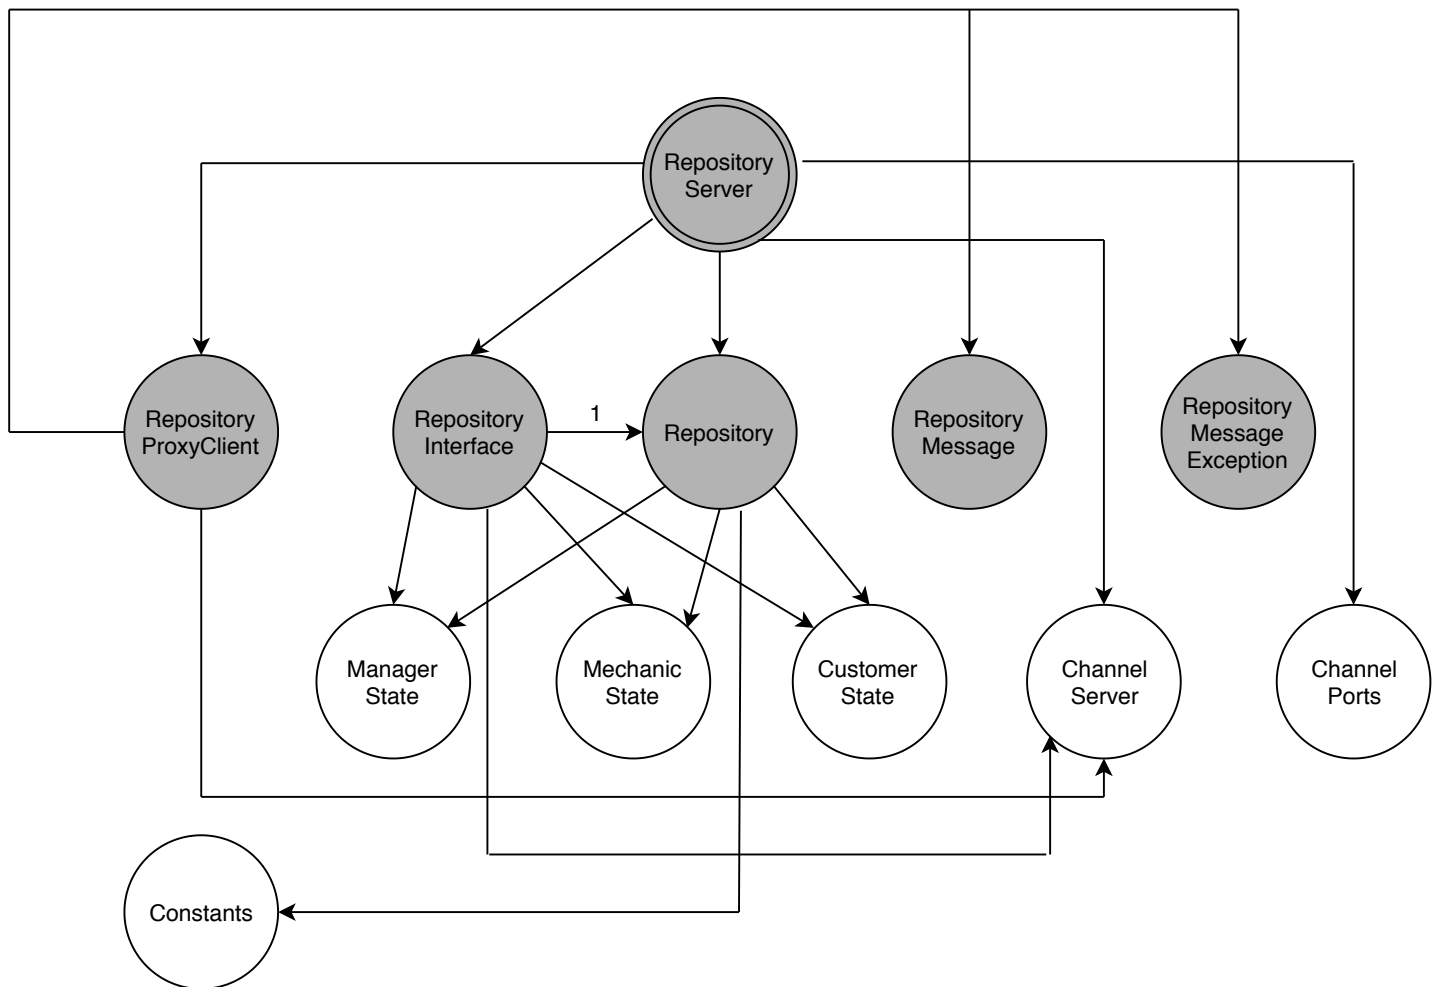 Repository
Server
Repository
ProxyClient
Repository
Interface
1
Repository
Repository
Message
Repository
Message
Exception
Manager
State
Mechanic
State
Customer
State
Channel
Server
Channel
Ports
Constants